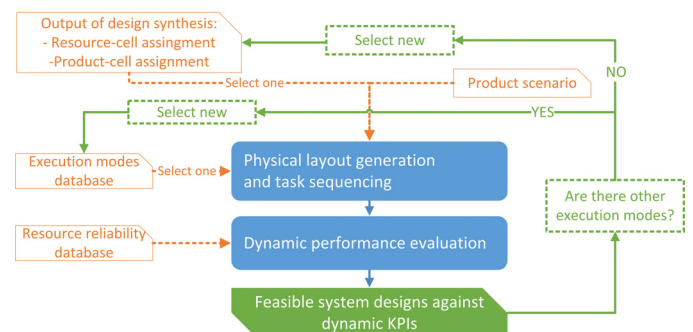 Output of design synthesis:
- Resource-cell assingment
-Product-cell assignment
Select new
NO
Select one
Product scenario
Select new
YES
Execution modes
database
Select one
Physical layout generation
and task sequencing
Are there other
execution modes?
Resource reliability
database
Dynamic performance evaluation
Feasible system designs against
dynamic KPIs